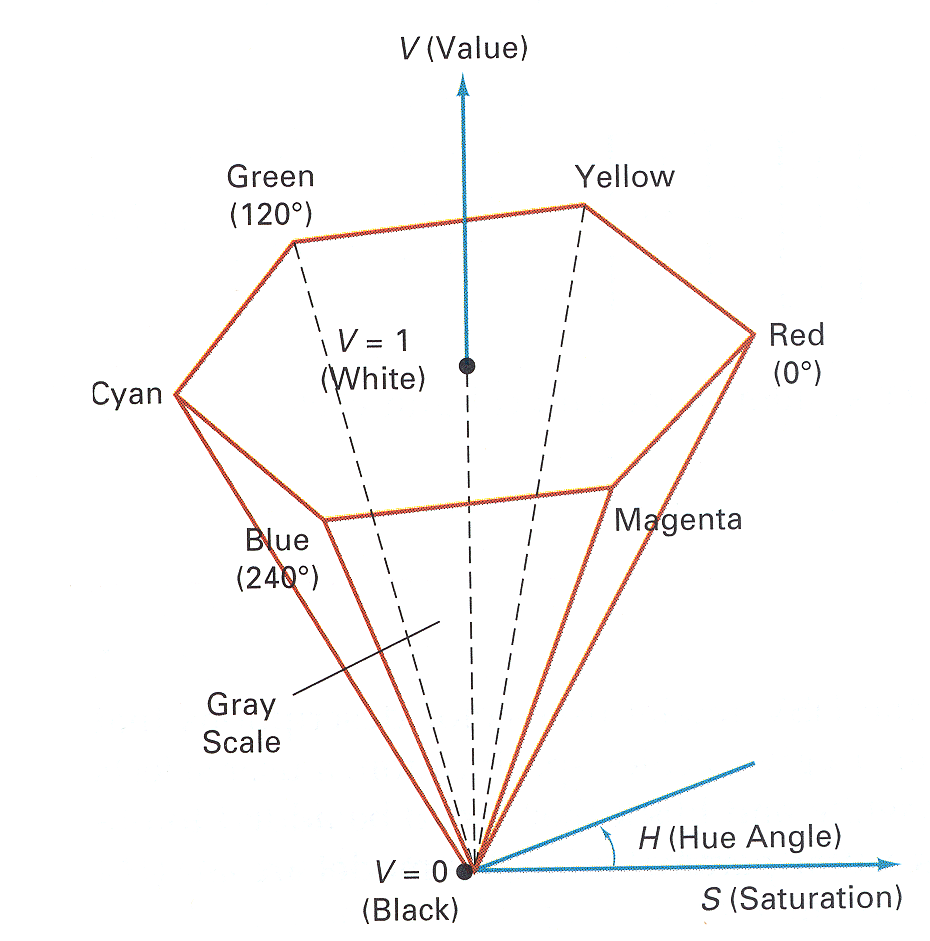 V (Value)
Green
(120°)
Yellow
V = 1
(White)
Red
(0°)
Cyan
Magenta
Blue
(240°)
Gray
Scale
H (Hue Angle)
V = 0
(Black)
S (Saturation)